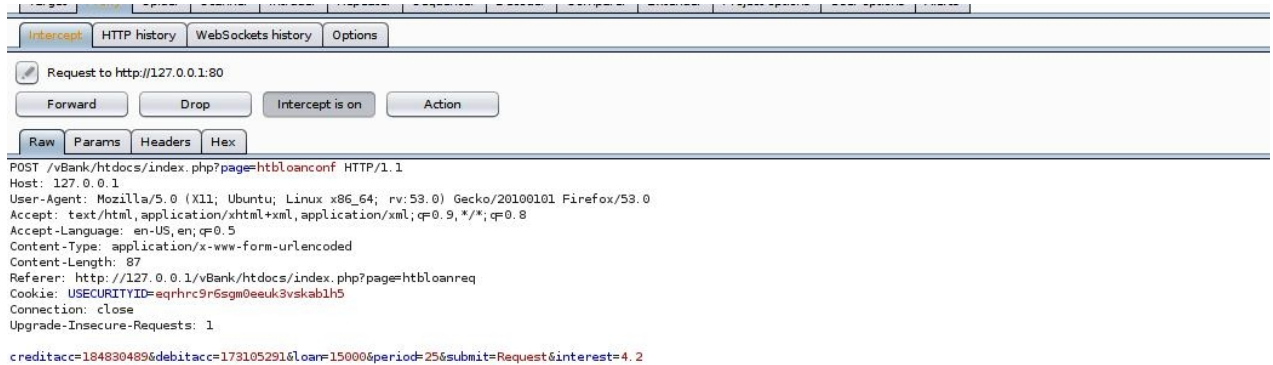 Intercept HTTP history WebSockets history Options
Request to http://127.0.0.1:80
Forward Drop Intercept is on Action
Raw Params Headers Hex
POST /vBank/htdocs/index.php?page=htbloanconf HTTP/1.1
Host: 127.0.0.1
User-Agent: Mozilla/5.0 (X11; Ubuntu; Linux x86_64; rv:53.0) Gecko/20100101 Firefox/53.0
Accept: text/html,application/xhtml+xml,application/xml;q=0.9,*/*;q=0.8
Accept-Language: en-US,en;q=0.5
Content-Type: application/x-www-form-urlencoded
Content-Length: 87
Referer: http://127.0.0.1/vBank/htdocs/index.php?page=htbloanreq
Cookie: USECURITYID=eqrhrc9r6sgm0eeuk3vskab1h5
Connection: close
Upgrade-Insecure-Requests: 1
creditacc=184830489&debitacc=173105291&loan=15000&period=25&submit=Request&interest=4.2